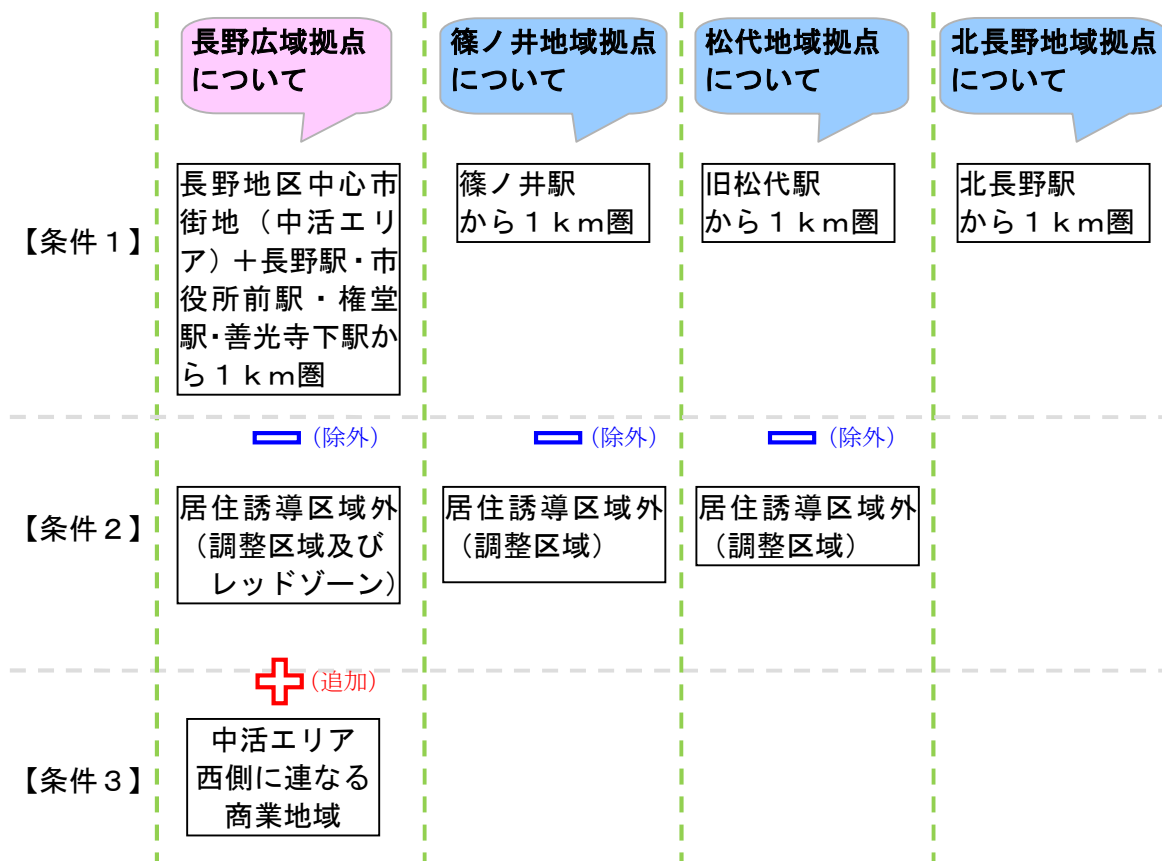 長野広域拠点
について
篠ノ井地域拠点
について
松代地域拠点
について
北長野地域拠点
について
【条件１】
長野地区中心市
街地（中活エリ
ア）＋長野駅・市
役所前駅・権堂
駅・善光寺下駅か
ら１ｋｍ圏
篠ノ井駅
から１ｋｍ圏
旧松代駅
から１ｋｍ圏
北長野駅
から１ｋｍ圏
（除外）
（除外）
（除外）
【条件２】
居住誘導区域外
（調整区域及び
レッドゾーン）
居住誘導区域外
（調整区域）
居住誘導区域外
（調整区域）
（追加）
【条件３】
中活エリア
西側に連なる
商業地域